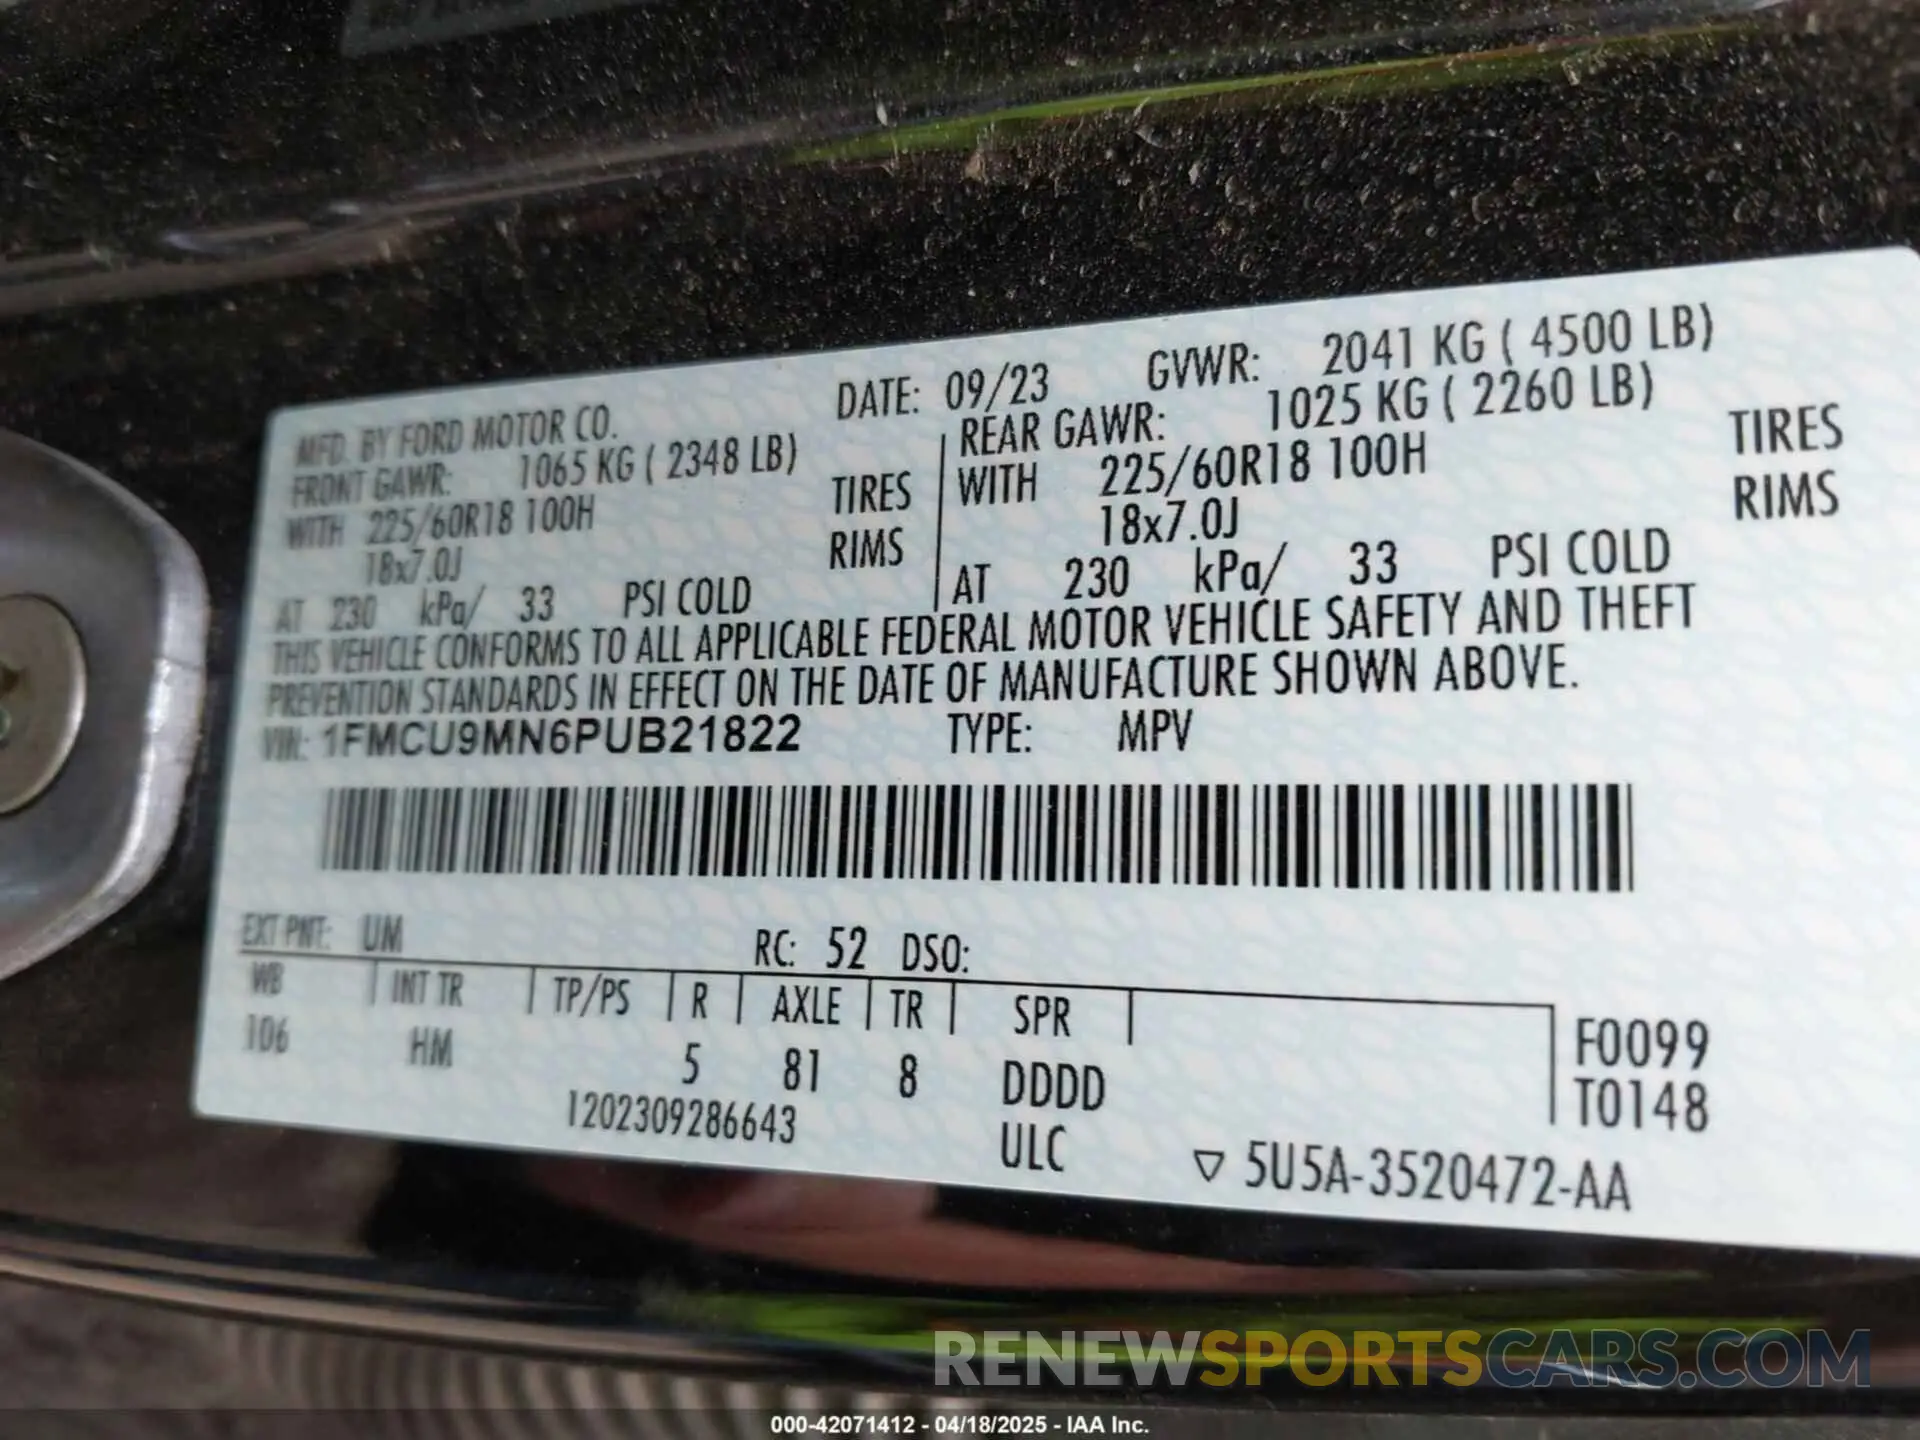 MFD. BY FORD MOTOR CO. DATE: 09/23 GVWR: 2041 KG ( 4500 LB)
FRONT GAWR: 1065 KG ( 2348 LB) REAR GAWR: 1025 KG ( 2260 LB)
WITH 225/60R18 100H TIRES WITH 225/60R18 100H TIRES
18x7.0J RIMS 18x7.0J RIMS
AT 230 kPa/ 33 PSI COLD AT 230 kPa/ 33 PSI COLD
THIS VEHICLE CONFORMS TO ALL APPLICABLE FEDERAL MOTOR VEHICLE SAFETY AND THEFT
PREVENTION STANDARDS IN EFFECT ON THE DATE OF MANUFACTURE SHOWN ABOVE.
VIN: 1FMCU9MN6PUB21822 TYPE: MPV
EXT PNT: UM RC: 52 DSO:
WB INT TR TP/PS R AXLE TR SPR F0099
106 HM 5 81 8 DDDD T0148
1202309286643 ULC ▽ 5U5A-3520472-AA
RENEWSPORTSCARS.COM
000-42071412 - 04/18/2025 - IAA Inc.